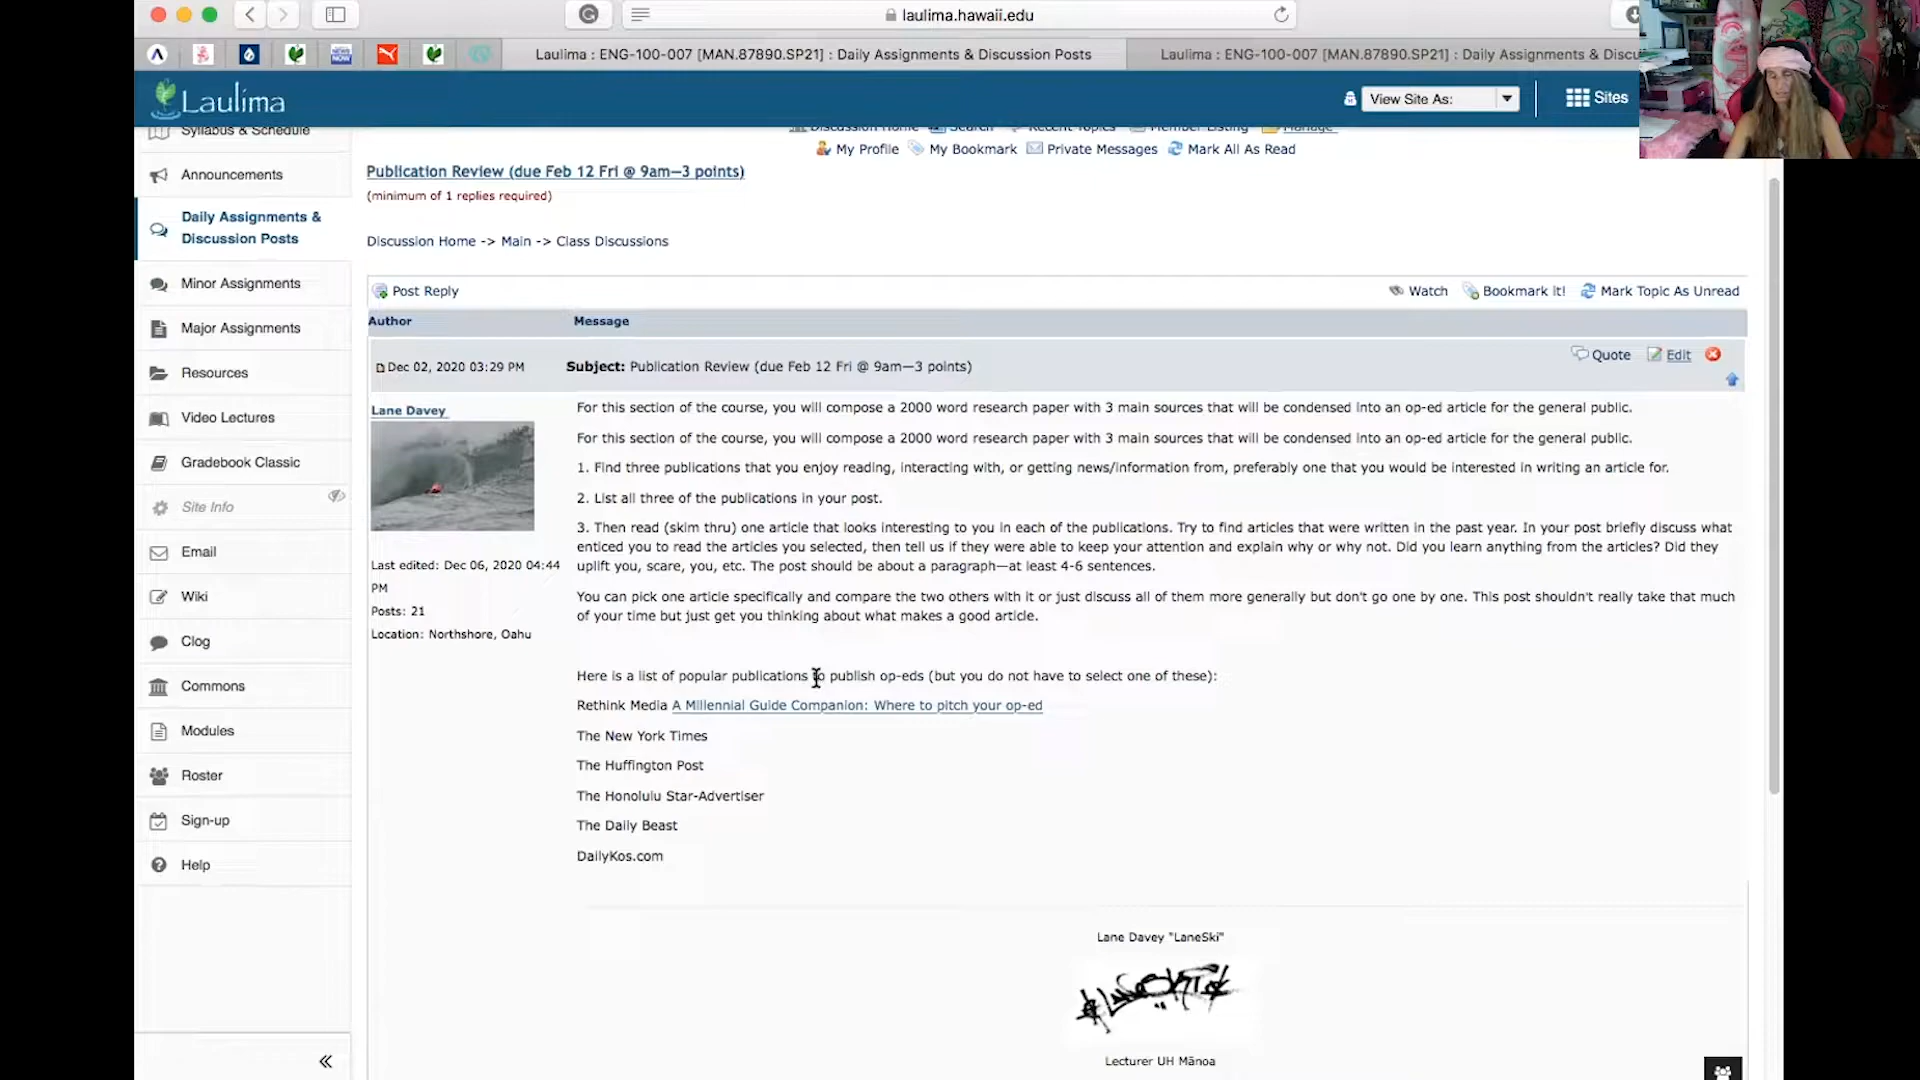 laulima.hawaii.edu
Laulima : ENG-100-007 [MAN.87890.SP21] : Daily Assignments & Discussion Posts
Laulima : ENG-100-007 [MAN.87890.SP21] : Daily Assignments & Discu
Laulima
View Site As:
Sites
Syllabus & Schedule
Announcements
Daily Assignments &
Discussion Posts
Minor Assignments
Major Assignments
Resources
Video Lectures
Gradebook Classic
Site Info
Email
Wiki
Clog
Commons
Modules
Roster
Sign-up
Help
Discussion Home Search Recent Topics Member Listing Manage
My Profile My Bookmark Private Messages Mark All As Read
Publication Review (due Feb 12 Fri @ 9am—3 points)
(minimum of 1 replies required)
Discussion Home -> Main -> Class Discussions
Post Reply
Watch Bookmark it! Mark Topic As Unread
Author Message
Dec 02, 2020 03:29 PM
Subject: Publication Review (due Feb 12 Fri @ 9am—3 points)
Quote Edit
Lane Davey
Last edited: Dec 06, 2020 04:44
PM
Posts: 21
Location: Northshore, Oahu
For this section of the course, you will compose a 2000 word research paper with 3 main sources that will be condensed into an op-ed article for the general public.
For this section of the course, you will compose a 2000 word research paper with 3 main sources that will be condensed into an op-ed article for the general public.
1. Find three publications that you enjoy reading, interacting with, or getting news/information from, preferably one that you would be interested in writing an article for.
2. List all three of the publications in your post.
3. Then read (skim thru) one article that looks interesting to you in each of the publications. Try to find articles that were written in the past year. In your post briefly discuss what
enticed you to read the articles you selected, then tell us if they were able to keep your attention and explain why or why not. Did you learn anything from the articles? Did they
uplift you, scare, you, etc. The post should be about a paragraph—at least 4-6 sentences.
You can pick one article specifically and compare the two others with it or just discuss all of them more generally but don't go one by one. This post shouldn't really take that much
of your time but just get you thinking about what makes a good article.
Here is a list of popular publications to publish op-eds (but you do not have to select one of these):
Rethink Media A Millennial Guide Companion: Where to pitch your op-ed
The New York Times
The Huffington Post
The Honolulu Star-Advertiser
The Daily Beast
DailyKos.com
Lane Davey "LaneSki"
Lecturer UH Mānoa